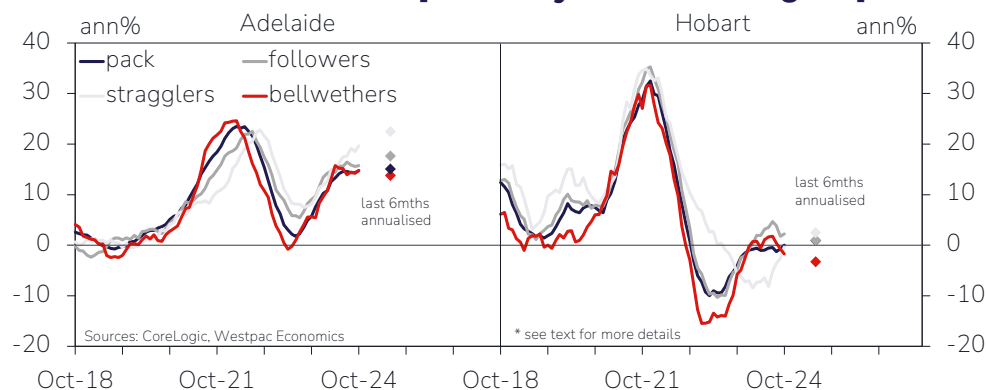 ann% Adelaide Hobart ann%
40 40
pack followers
30 30
stragglers bellwethers
20 20
last 6mths
annualised
last 6mths
annualised
10 10
0 0
-10 -10
Sources: CoreLogic, Westpac Economics * see text for more details
-20 -20
Oct-18 Oct-21 Oct-24 Oct-18 Oct-21 Oct-24